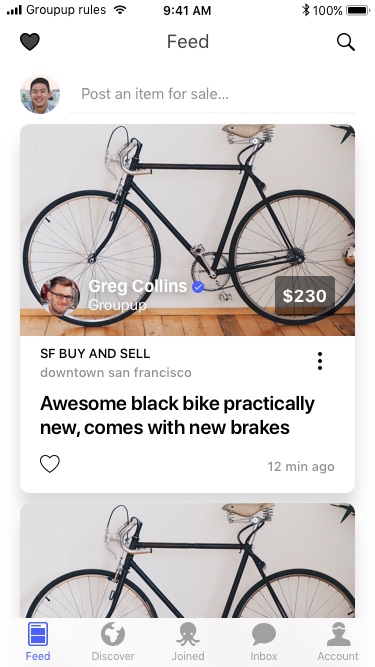 Groupup rules 9:41 AM 100%
Feed
Post an item for sale...
Greg Collins
Groupup
$230
SF BUY AND SELL
downtown san francisco
Awesome black bike practically
new, comes with new brakes
12 min ago
Feed Discover Joined Inbox Account